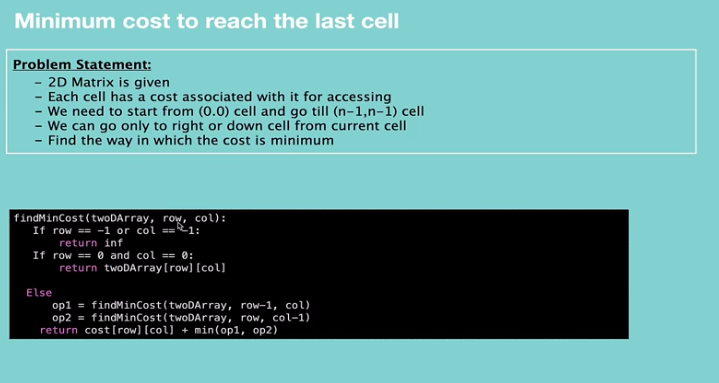 Minimum cost to reach the last cell
Problem Statement:
– 2D Matrix is given
– Each cell has a cost associated with it for accessing
– We need to start from (0.0) cell and go till (n-1,n-1) cell
– We can go only to right or down cell from current cell
– Find the way in which the cost is minimum
findMinCost(twoDArray, row, col):
If row == -1 or col == -1:
return inf
If row == 0 and col == 0:
return twoDArray[row][col]
Else
op1 = findMinCost(twoDArray, row-1, col)
op2 = findMinCost(twoDArray, row, col-1)
return cost[row][col] + min(op1, op2)